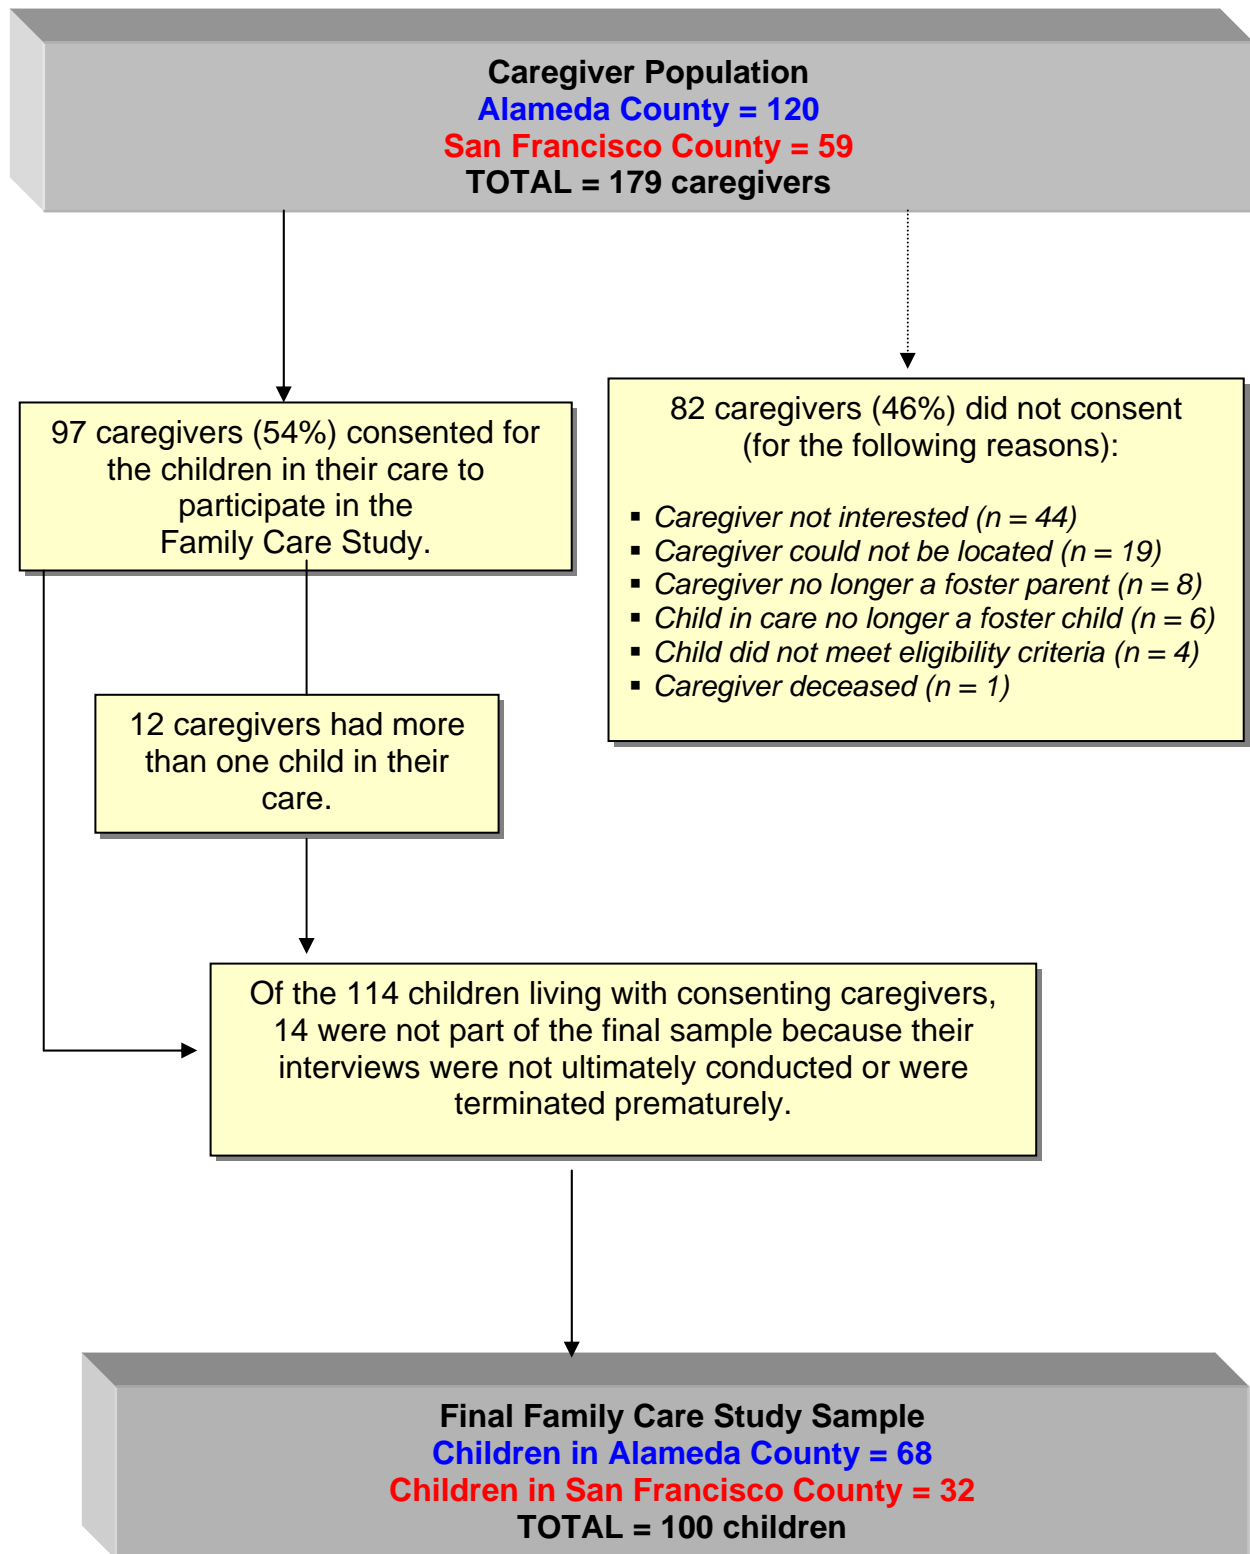 Caregiver Population
Alameda County = 120
San Francisco County = 59
TOTAL = 179 caregivers
97 caregivers (54%) consented for
the children in their care to
participate in the
Family Care Study.
82 caregivers (46%) did not consent
(for the following reasons):
▪ Caregiver not interested (n = 44)
▪ Caregiver could not be located (n = 19)
▪ Caregiver no longer a foster parent (n = 8)
▪ Child in care no longer a foster child (n = 6)
▪ Child did not meet eligibility criteria (n = 4)
▪ Caregiver deceased (n = 1)
12 caregivers had more
than one child in their
care.
Of the 114 children living with consenting caregivers,
14 were not part of the final sample because their
interviews were not ultimately conducted or were
terminated prematurely.
Final Family Care Study Sample
Children in Alameda County = 68
Children in San Francisco County = 32
TOTAL = 100 children